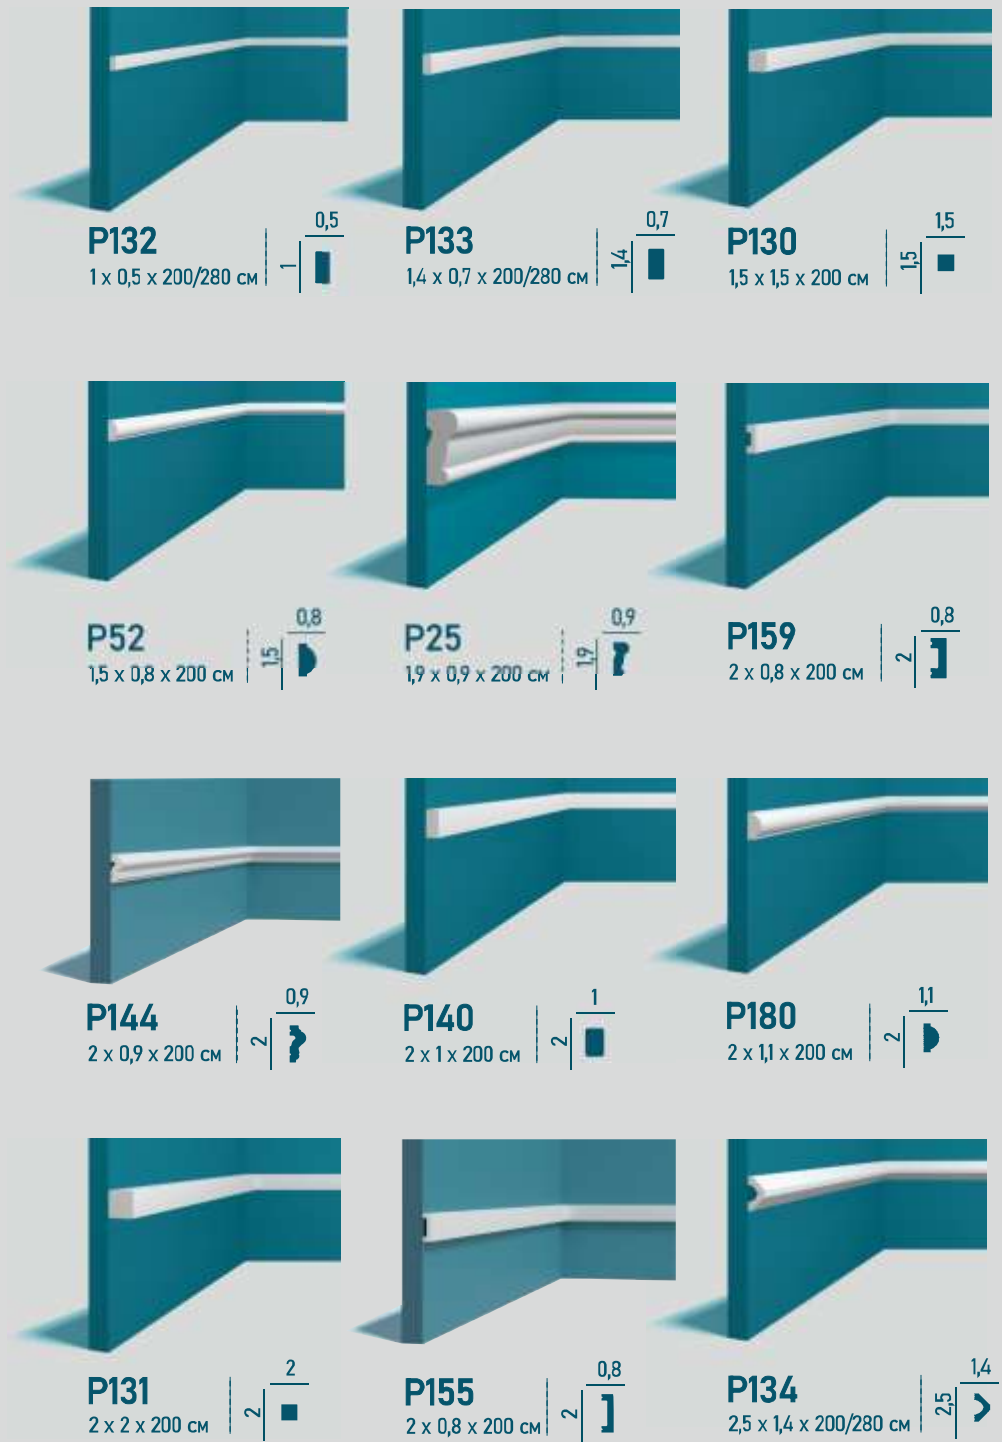 P132
1 x 0,5 x 200/280 см
0,5
1
P133
1,4 x 0,7 x 200/280 см
0,7
1,4
P130
1,5 x 1,5 x 200 см
1,5
1,5
P52
1,5 x 0,8 x 200 см
0,8
1,5
P25
1,9 x 0,9 x 200 см
0,9
1,9
P159
2 x 0,8 x 200 см
0,8
2
P144
2 x 0,9 x 200 см
0,9
2
P140
2 x 1 x 200 см
1
2
P180
2 x 1,1 x 200 см
1,1
2
P131
2 x 2 x 200 см
2
2
P155
2 x 0,8 x 200 см
0,8
2
P134
2,5 x 1,4 x 200/280 см
1,4
2,5